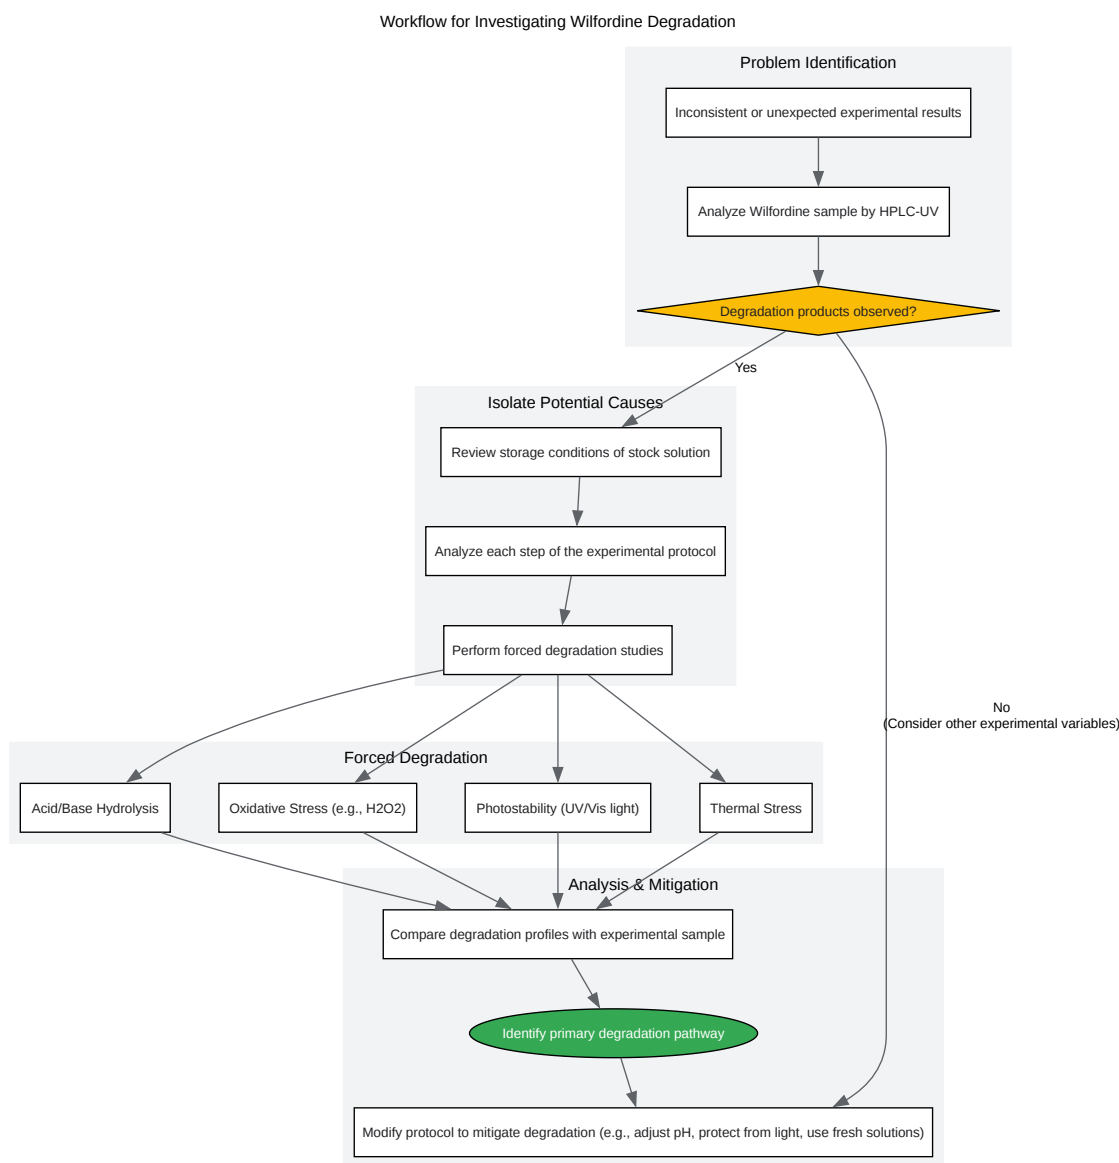 Workflow for Investigating Wilfordine Degradation
Problem Identification
Inconsistent or unexpected experimental results
Analyze Wilfordine sample by HPLC-UV
Degradation products observed?
Yes
Isolate Potential Causes
Review storage conditions of stock solution
Analyze each step of the experimental protocol
Perform forced degradation studies
No
(Consider other experimental variables)
Forced Degradation
Acid/Base Hydrolysis
Oxidative Stress (e.g., H2O2)
Photostability (UV/Vis light)
Thermal Stress
Analysis & Mitigation
Compare degradation profiles with experimental sample
Identify primary degradation pathway
Modify protocol to mitigate degradation (e.g., adjust pH, protect from light, use fresh solutions)